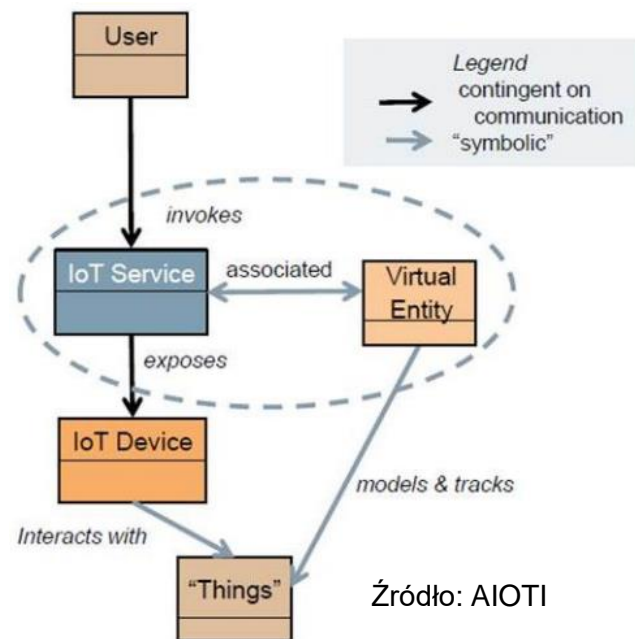 User
Legend
contingent on
communication
"symbolic"
invokes
IoT Service
associated
Virtual
Entity
exposes
IoT Device
models & tracks
Interacts with
"Things"
Źródło: AIOTI